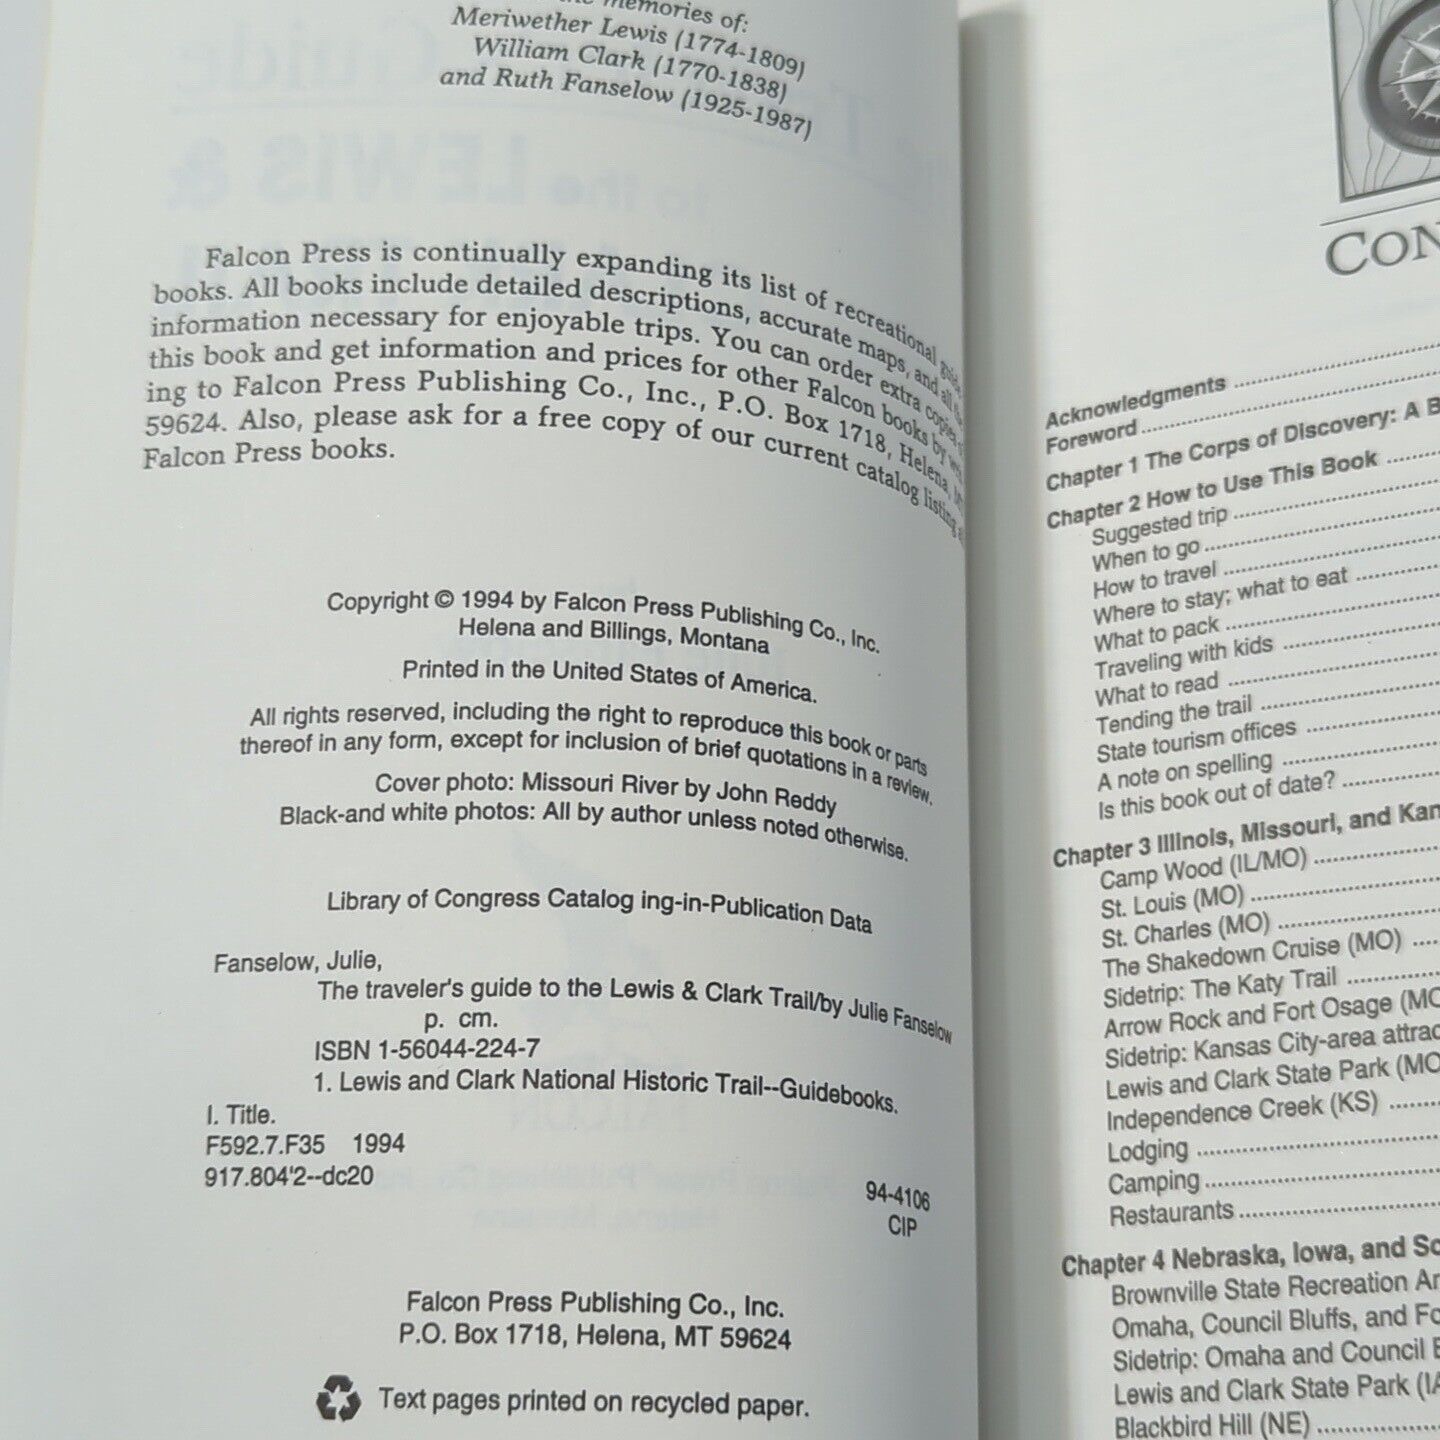 the memories of:
Meriwether Lewis (1774-1809)
William Clark (1770-1838)
and Ruth Fanselow (1925-1987)
Falcon Press is continually expanding its list of recreational
books. All books include detailed descriptions, accurate maps, and all
information necessary for enjoyable trips. You can order extra copies
this book and get information and prices for other Falcon books by
ing to Falcon Press Publishing Co., Inc., P.O. Box 1718, Helena,
59624. Also, please ask for a free copy of our current catalog listing
Falcon Press books.
Copyright © 1994 by Falcon Press Publishing Co., Inc.
Helena and Billings, Montana
Printed in the United States of America.
All rights reserved, including the right to reproduce this book or parts
thereof in any form, except for inclusion of brief quotations in a review.
Cover photo: Missouri River by John Reddy
Black-and white photos: All by author unless noted otherwise.
Library of Congress Catalog ing-in-Publication Data
Fanselow, Julie,
The traveler's guide to the Lewis & Clark Trail/by Julie Fanselow
p. cm.
ISBN 1-56044-224-7
1. Lewis and Clark National Historic Trail--Guidebooks.
I. Title.
F592.7.F35 1994
917.804'2--dc20
94-4106
CIP
Falcon Press Publishing Co., Inc.
P.O. Box 1718, Helena, MT 59624
Text pages printed on recycled paper.
CON
Acknowledgments
Foreword
Chapter 1 The Corps of Discovery: A B
Chapter 2 How to Use This Book
Suggested trip
When to go
How to travel
Where to stay; what to eat
What to pack
Traveling with kids
What to read
Tending the trail
State tourism offices
A note on spelling
Is this book out of date?
Chapter 3 Illinois, Missouri, and Kan
Camp Wood (IL/MO)
St. Louis (MO)
St. Charles (MO)
The Shakedown Cruise (MO)
Sidetrip: The Katy Trail
Arrow Rock and Fort Osage (MO
Sidetrip: Kansas City-area attrac
Lewis and Clark State Park (MO
Independence Creek (KS)
Lodging
Camping
Restaurants
Chapter 4 Nebraska, Iowa, and So
Brownville State Recreation Ar
Omaha, Council Bluffs, and Fo
Sidetrip: Omaha and Council B
Lewis and Clark State Park (IA
Blackbird Hill (NE)